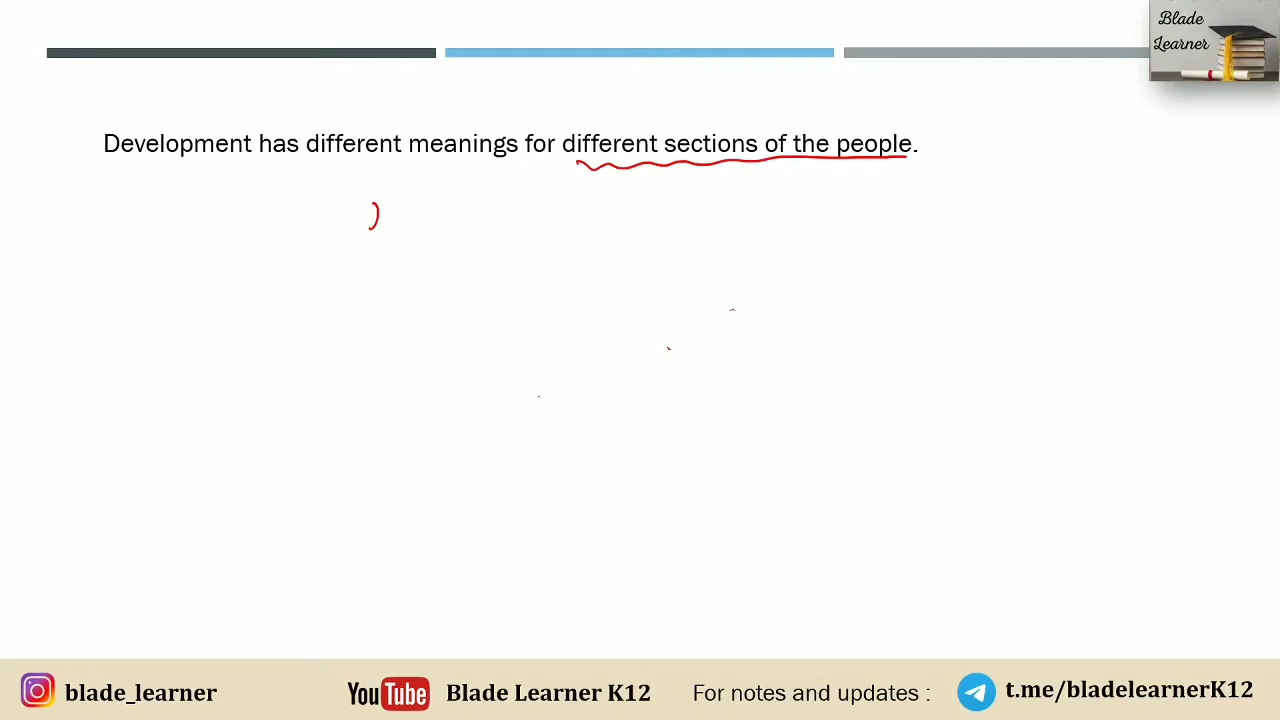 Blade
Learner
Development has different meanings for different sections of the people.
)
blade_learner
YouTube Blade Learner K12
For notes and updates :
t.me/bladelearnerK12